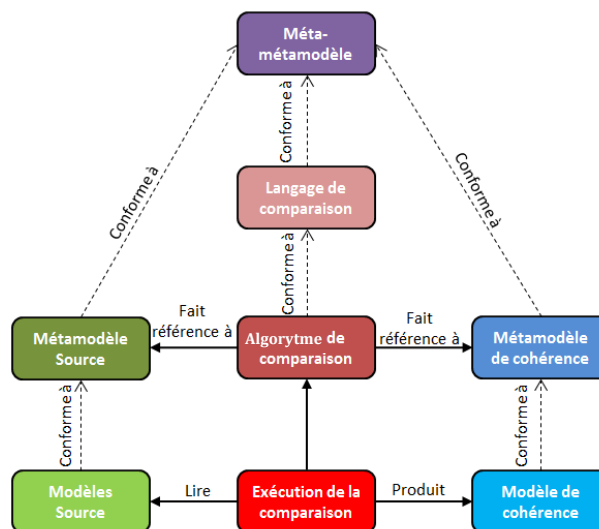 Méta-
métamodèle
Conforme à
Conforme à
Conforme à
Langage de
comparaison
Conforme à
Fait
référence à
Fait
référence à
Métamodèle
Source
Algorytme de
comparaison
Métamodèle
de cohérence
Conforme à
Conforme à
Modèles
Source
Lire
Exécution de la
comparaison
Produit
Modèle de
cohérence